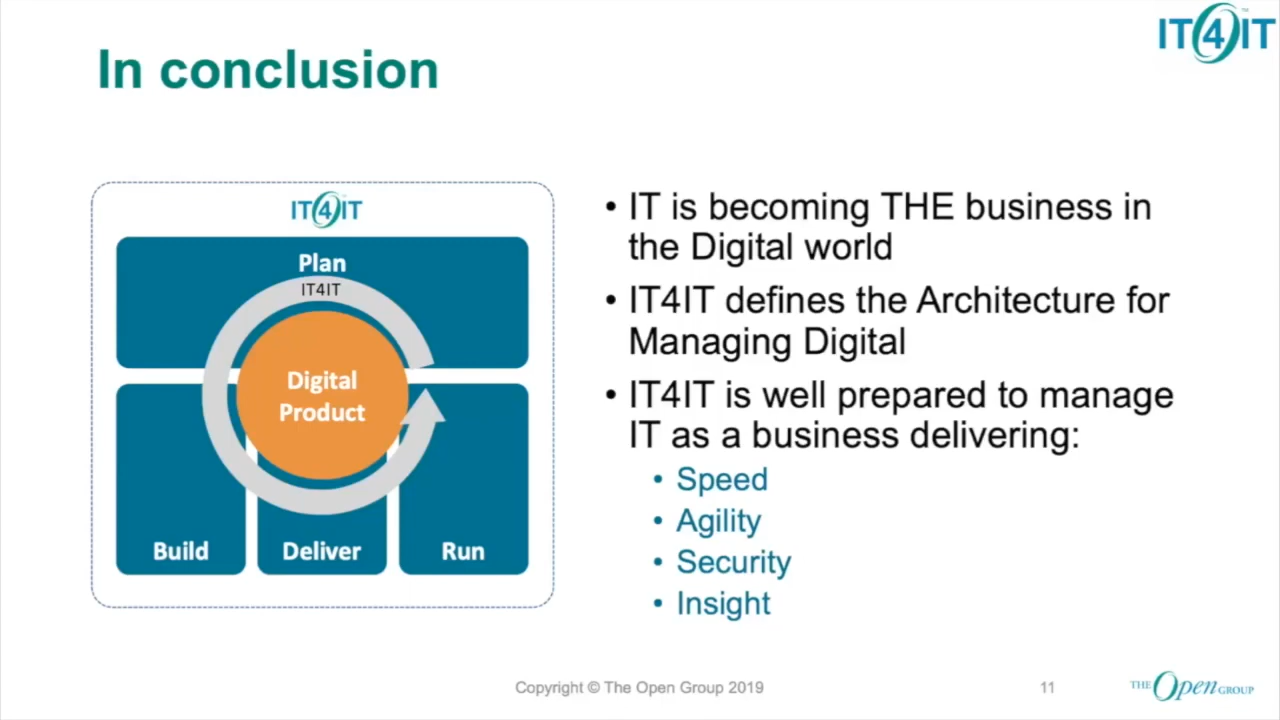 IT4IT™
In conclusion
IT4IT
Plan
IT4IT
Digital
Product
Build
Deliver
Run
• IT is becoming THE business in
the Digital world
• IT4IT defines the Architecture for
Managing Digital
• IT4IT is well prepared to manage
IT as a business delivering:
• Speed
• Agility
• Security
• Insight
Copyright © The Open Group 2019
11
THE Open GROUP